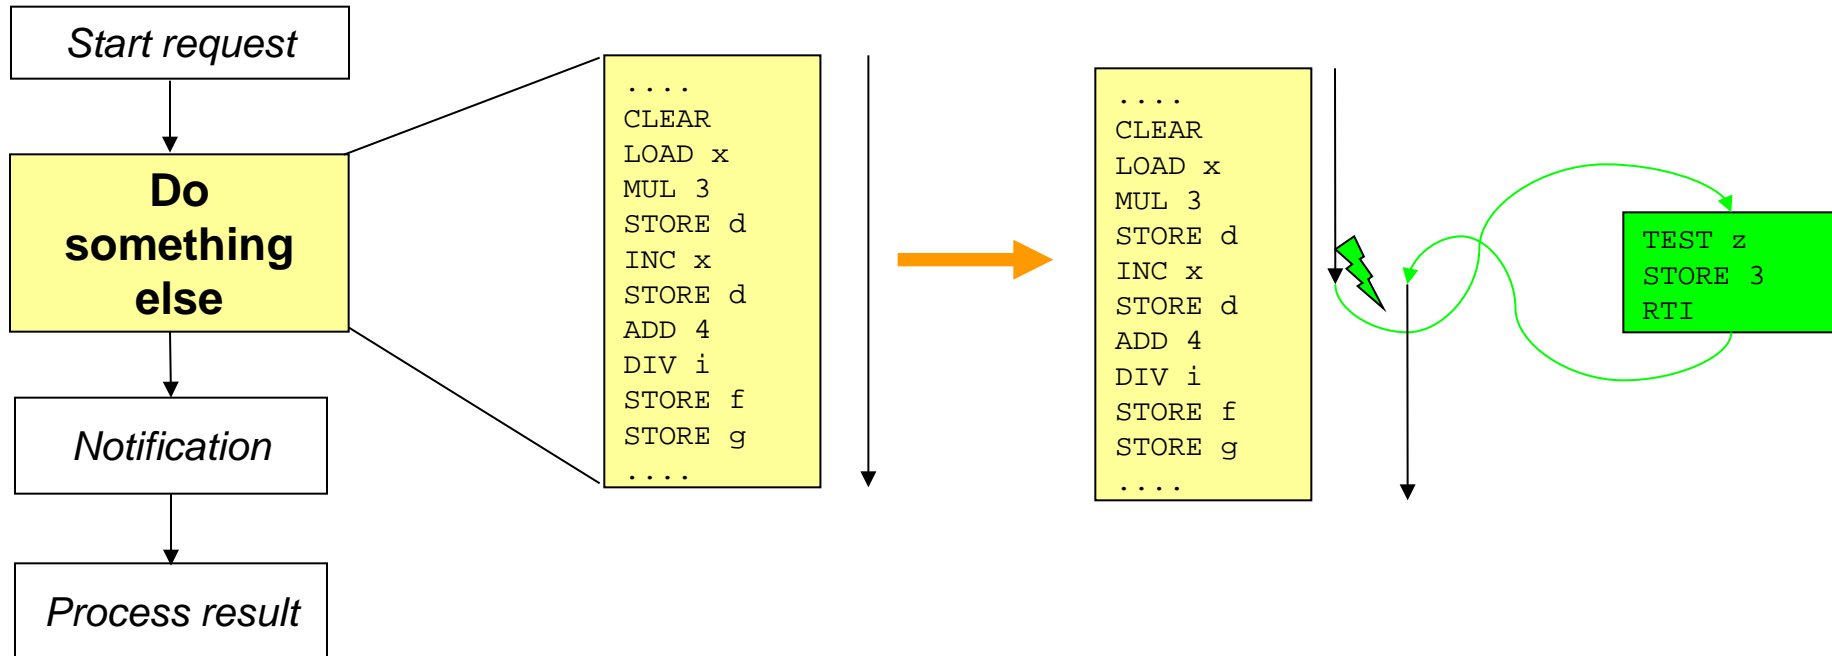 Start request
Do
something
else
Notification
Process result
....
CLEAR
LOAD x
MUL 3
STORE d
INC x
STORE d
ADD 4
DIV i
STORE f
STORE g
....
....
CLEAR
LOAD x
MUL 3
STORE d
INC x
STORE d
ADD 4
DIV i
STORE f
STORE g
....
TEST z
STORE 3
RTI